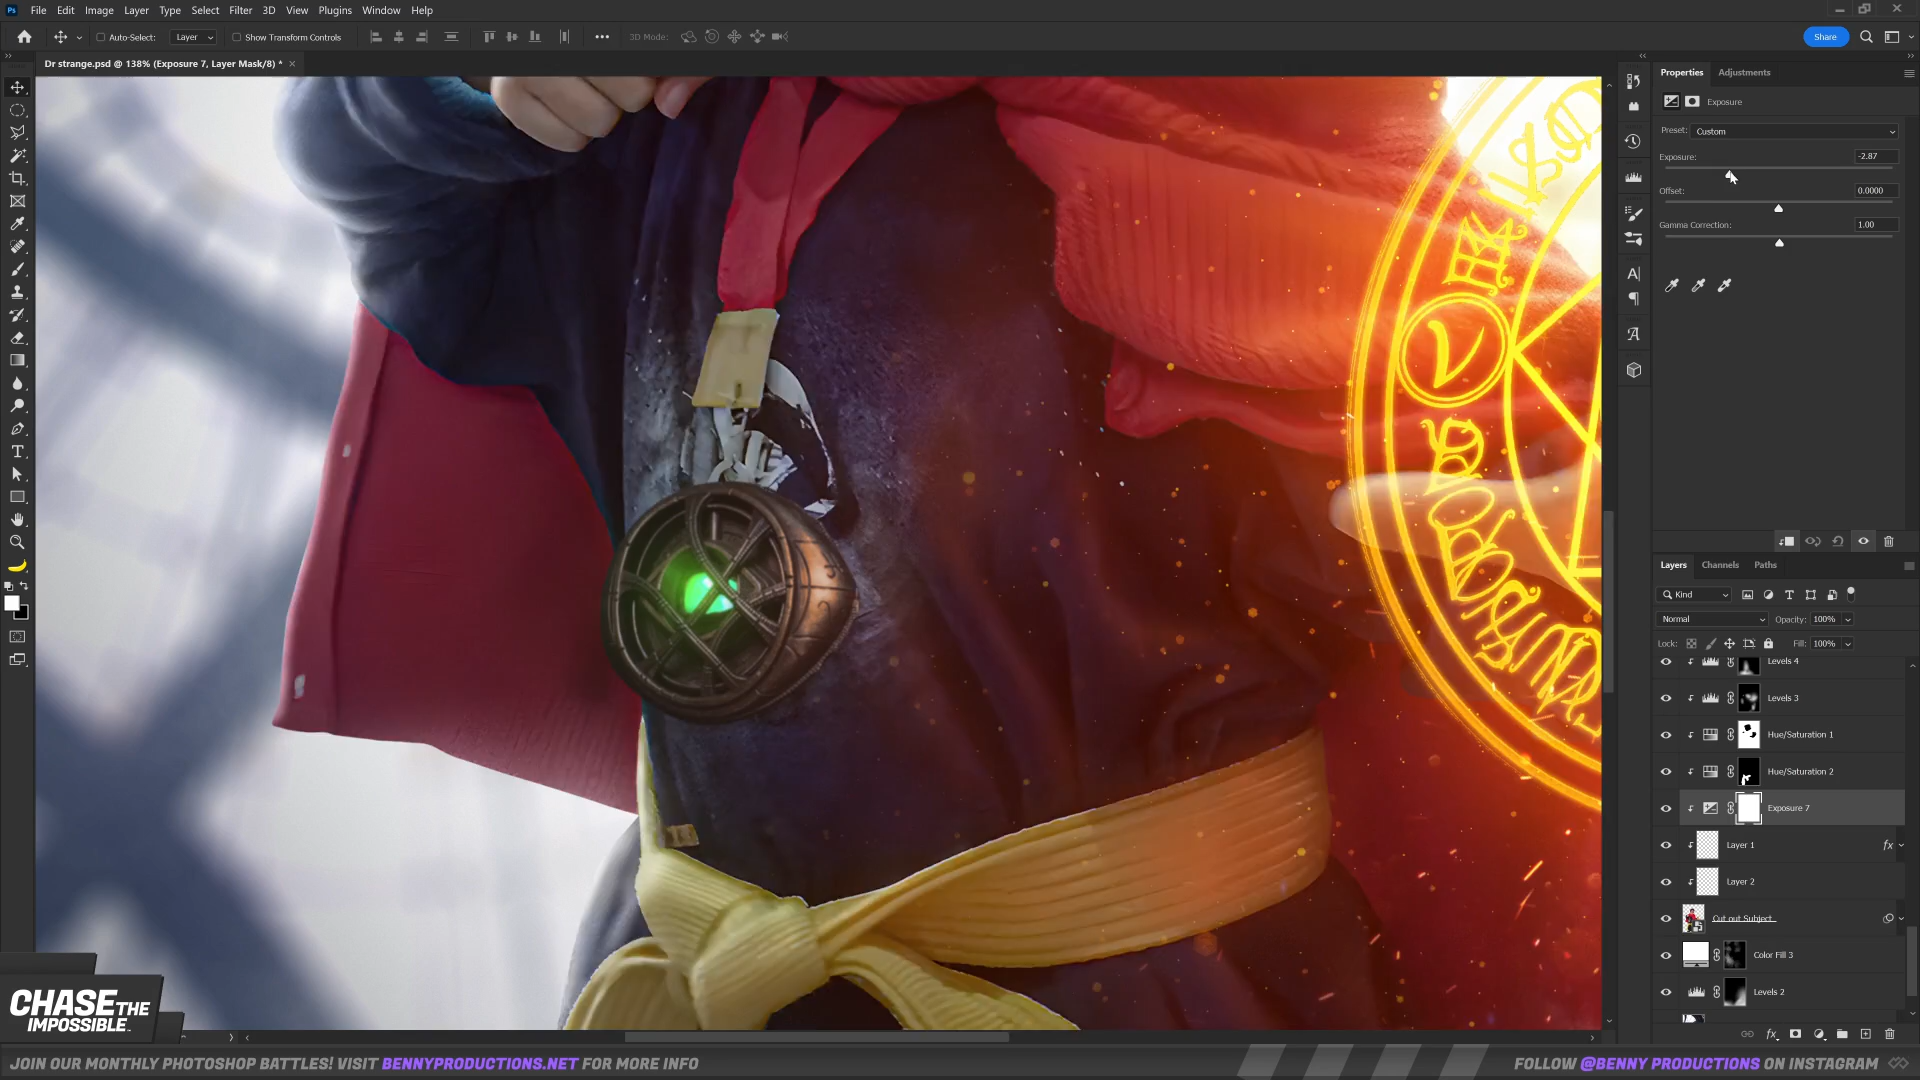 File Edit Image Layer Type Select Filter 3D View Plugins Window Help
Auto-Select: Layer Show Transform Controls 3D Mode: Share
Dr strange.psd @ 138% (Exposure 7, Layer Mask/8) *
Properties Adjustments
Exposure
Preset: Custom
Exposure: -2.87
Offset: 0.0000
Gamma Correction: 1.00
Layers Channels Paths
Kind
Normal Opacity: 100%
Lock: Fill: 100%
Levels 4
Levels 3
Hue/Saturation 1
Hue/Saturation 2
Exposure 7
Layer 1 fx
Layer 2
Cut out Subject
Color Fill 3
Levels 2
CHASE THE
IMPOSSIBLE
JOIN OUR MONTHLY PHOTOSHOP BATTLES! VISIT BENNYPRODUCTIONS.NET FOR MORE INFO
FOLLOW @BENNY PRODUCTIONS ON INSTAGRAM